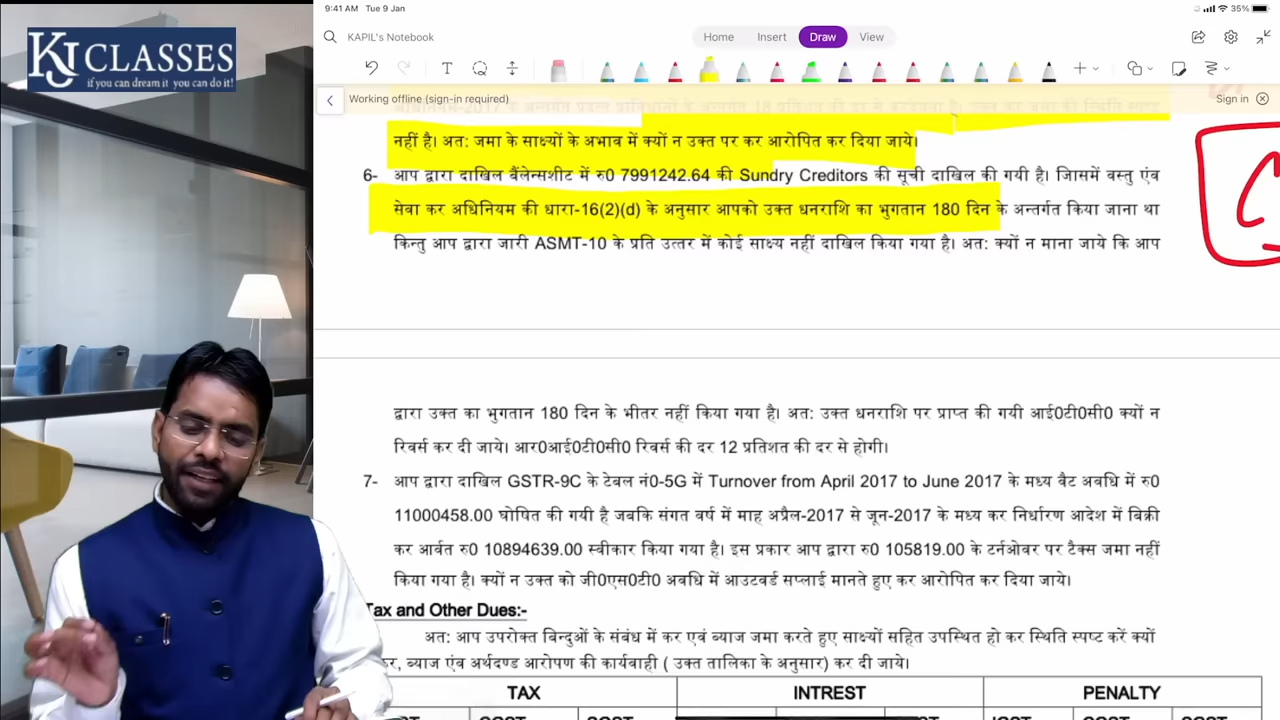 KJ CLASSES
if you can dream it you can do it!
9:41 AM Tue 9 Jan
35%
KAPIL's Notebook
Home Insert Draw View
Working offline (sign-in required)
Sign in
नहीं है। अतः जमा के साक्ष्यों के अभाव में क्यों न उक्त पर कर आरोपित कर दिया जाये।
6- आप द्वारा दाखिल बैंलेन्सशीट में रु0 7991242.64 की Sundry Creditors की सूची दाखिल की गयी है। जिसमें वस्तु एंव
सेवा कर अधिनियम की धारा-16(2)(d) के अनुसार आपको उक्त धनराशि का भुगतान 180 दिन के अन्तर्गत किया जाना था
किन्तु आप द्वारा जारी ASMT-10 के प्रति उत्तर में कोई साक्ष्य नहीं दाखिल किया गया है। अतः क्यों न माना जाये कि आप
द्वारा उक्त का भुगतान 180 दिन के भीतर नहीं किया गया है। अतः उक्त धनराशि पर प्राप्त की गयी आई0टी0सी0 क्यों न
रिवर्स कर दी जाये। आर0आई0टी0सी0 रिवर्स की दर 12 प्रतिशत की दर से होगी।
7- आप द्वारा दाखिल GSTR-9C के टेबल नं0-5G में Turnover from April 2017 to June 2017 के मध्य वैट अवधि में रु0
11000458.00 घोषित की गयी है जबकि संगत वर्ष में माह अप्रैल-2017 से जून-2017 के मध्य कर निर्धारण आदेश में बिक्री
कर आर्वत रु0 10894639.00 स्वीकार किया गया है। इस प्रकार आप द्वारा रु0 105819.00 के टर्नओवर पर टैक्स जमा नहीं
किया गया है। क्यों न उक्त को जी0एस0टी0 अवधि में आउटवर्ड सप्लाई मानते हुए कर आरोपित कर दिया जाये।
Tax and Other Dues:-
अतः आप उपरोक्त बिन्दुओं के संबंध में कर एवं ब्याज जमा करते हुए साक्ष्यों सहित उपस्थित हो कर स्थिति स्पष्ट करें क्यों
ब्याज एंव अर्थदण्ड आरोपण की कार्यवाही ( उक्त तालिका के अनुसार) कर दी जाये।
TAX INTREST PENALTY